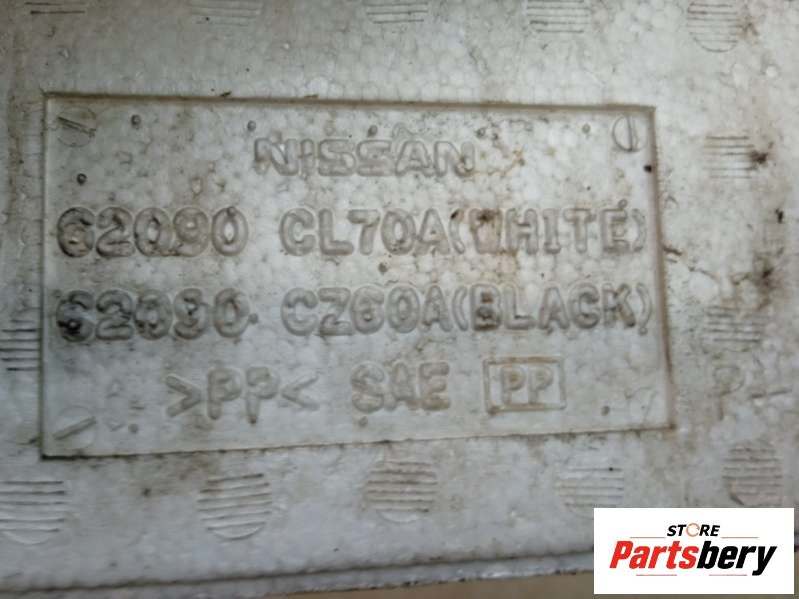 NISSAN
62090 CL70A(WHITE)
62090 CZ60A(BLACK)
>PP< SAE PP
STORE
Partsbery